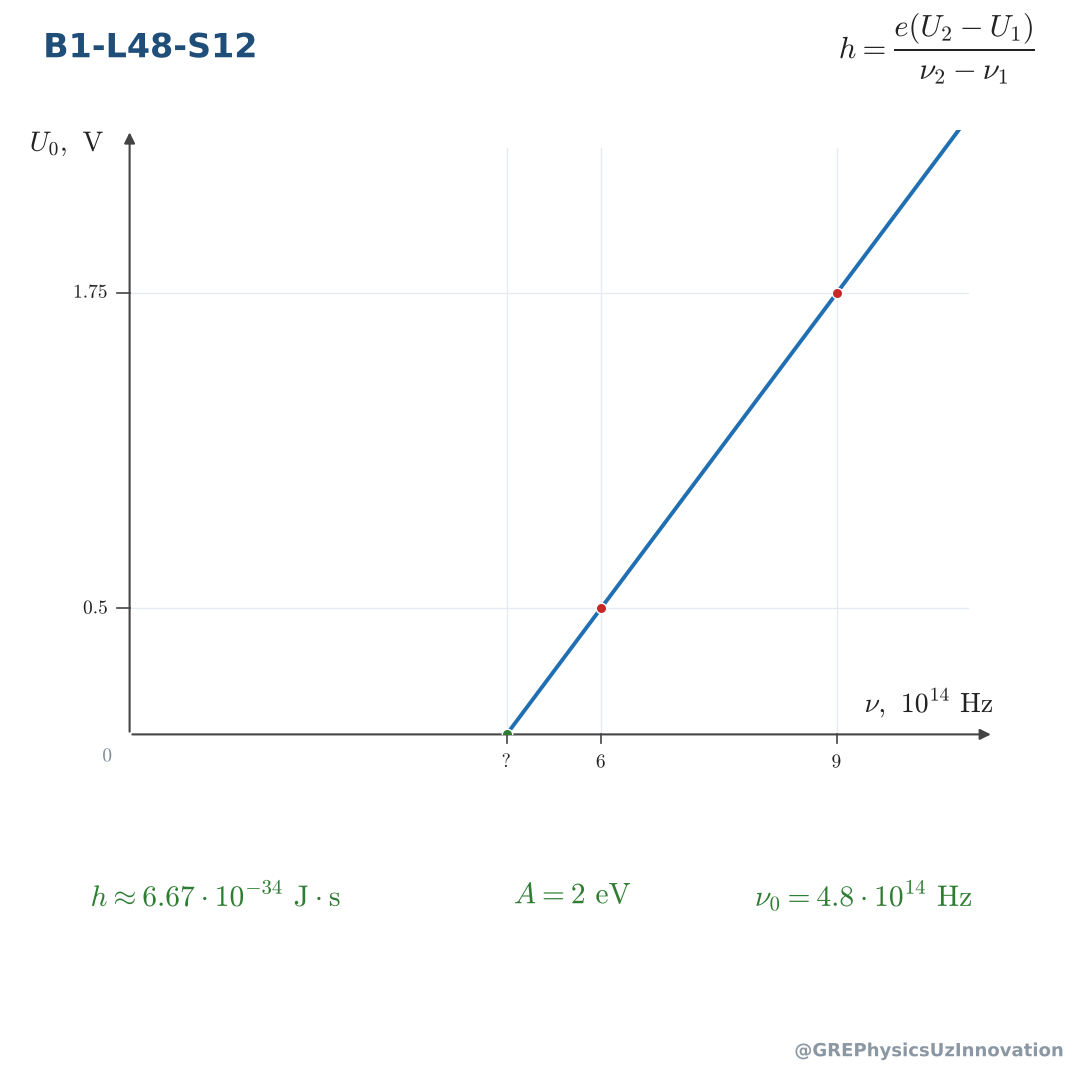 B1-L48-S12
h = e(U₂ − U₁) / ν₂ − ν₁
U₀, V
1.75
0.5
ν, 10¹⁴ Hz
0
? 6 9
h ≈ 6.67 · 10⁻³⁴ J · s A = 2 eV ν₀ = 4.8 · 10¹⁴ Hz
@GREPhysicsUzInnovation